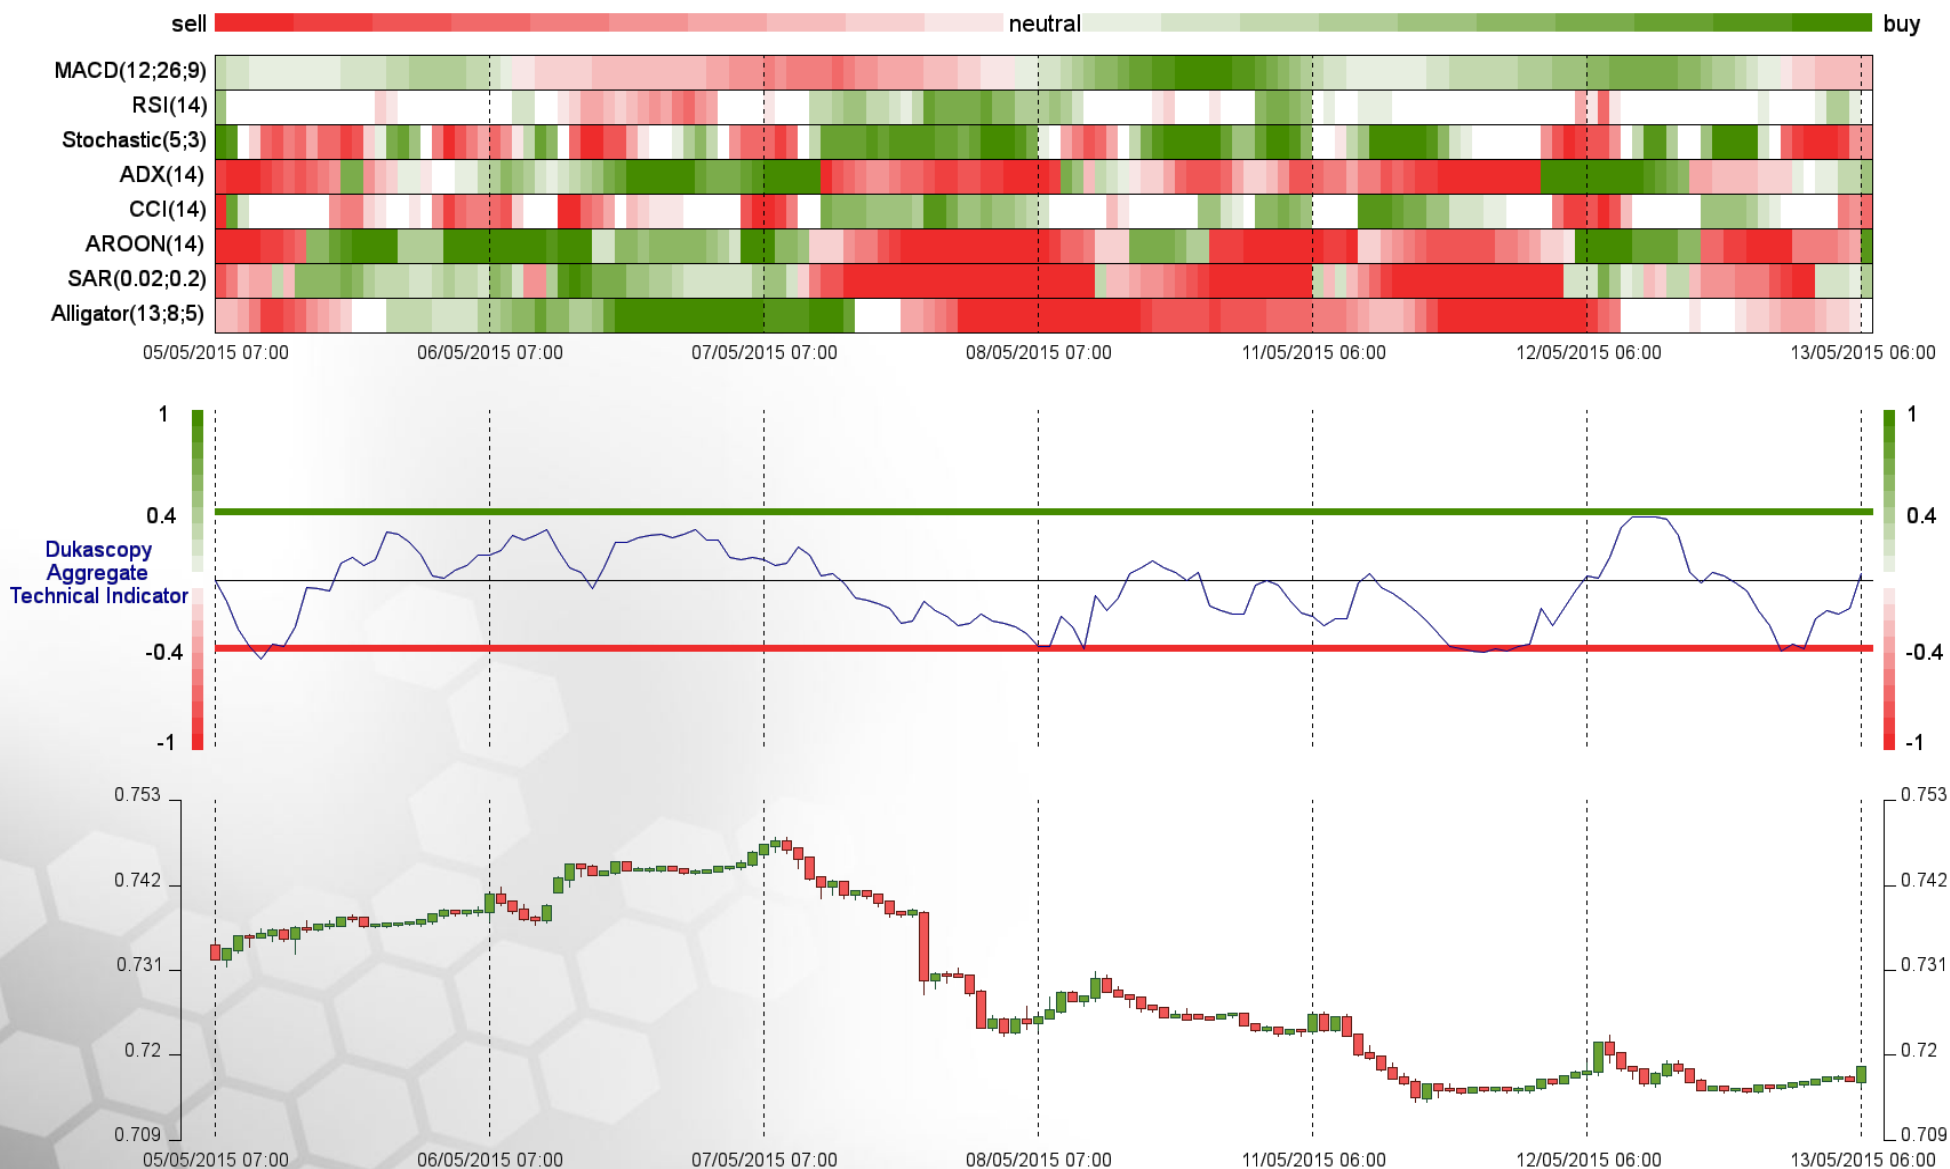 sell neutral buy
MACD(12;26;9)
RSI(14)
Stochastic(5;3)
ADX(14)
CCI(14)
AROON(14)
SAR(0.02;0.2)
Alligator(13;8;5)
05/05/2015 07:00 06/05/2015 07:00 07/05/2015 07:00 08/05/2015 07:00 11/05/2015 06:00 12/05/2015 06:00 13/05/2015 06:00
1 1
0.4 0.4
Dukascopy
Aggregate
Technical Indicator
-0.4 -0.4
-1 -1
0.753 0.753
0.742 0.742
0.731 0.731
0.72 0.72
0.709 0.709
05/05/2015 07:00 06/05/2015 07:00 07/05/2015 07:00 08/05/2015 07:00 11/05/2015 06:00 12/05/2015 06:00 13/05/2015 06:00